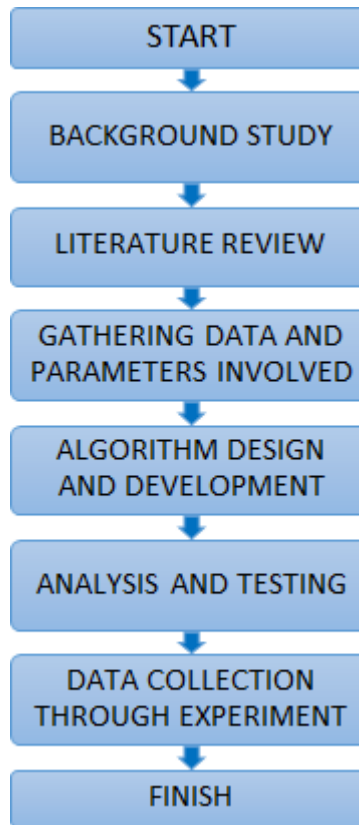 START
BACKGROUND STUDY
LITERATURE REVIEW
GATHERING DATA AND
PARAMETERS INVOLVED
ALGORITHM DESIGN
AND DEVELOPMENT
ANALYSIS AND TESTING
DATA COLLECTION
THROUGH EXPERIMENT
FINISH